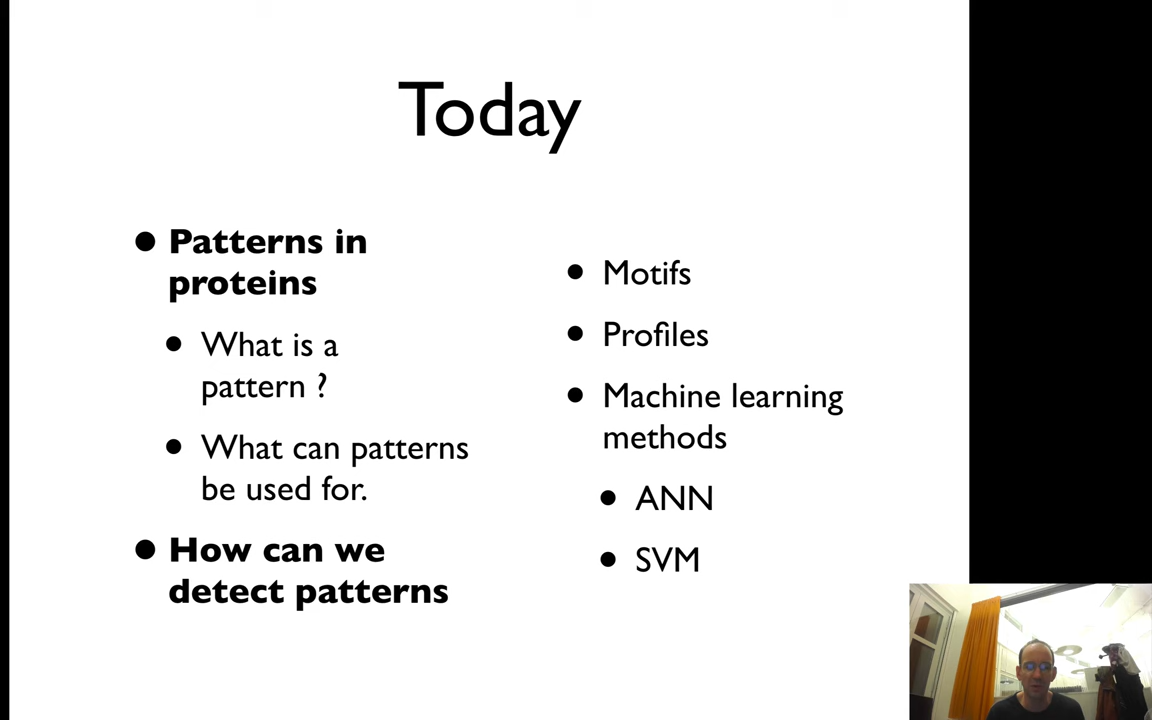 Today
• Patterns in
proteins
• What is a
pattern ?
• What can patterns
be used for.
• How can we
detect patterns
• Motifs
• Profiles
• Machine learning
methods
• ANN
• SVM